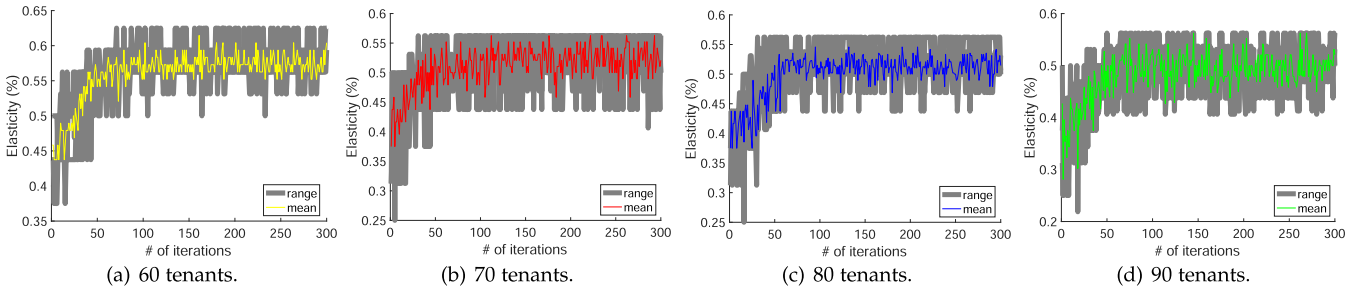 0.65
0.6
0.55
0.5
0.45
0.4
0.35
Elasticity (%)
0 50 100 150 200 250 300
# of iterations
range
mean
(a) 60 tenants.
0.6
0.55
0.5
0.45
0.4
0.35
0.3
0.25
Elasticity (%)
0 50 100 150 200 250 300
# of iterations
range
mean
(b) 70 tenants.
0.6
0.55
0.5
0.45
0.4
0.35
0.3
0.25
Elasticity (%)
0 50 100 150 200 250 300
# of iterations
range
mean
(c) 80 tenants.
0.6
0.5
0.4
0.3
0.2
Elasticity (%)
0 50 100 150 200 250 300
# of iterations
range
mean
(d) 90 tenants.